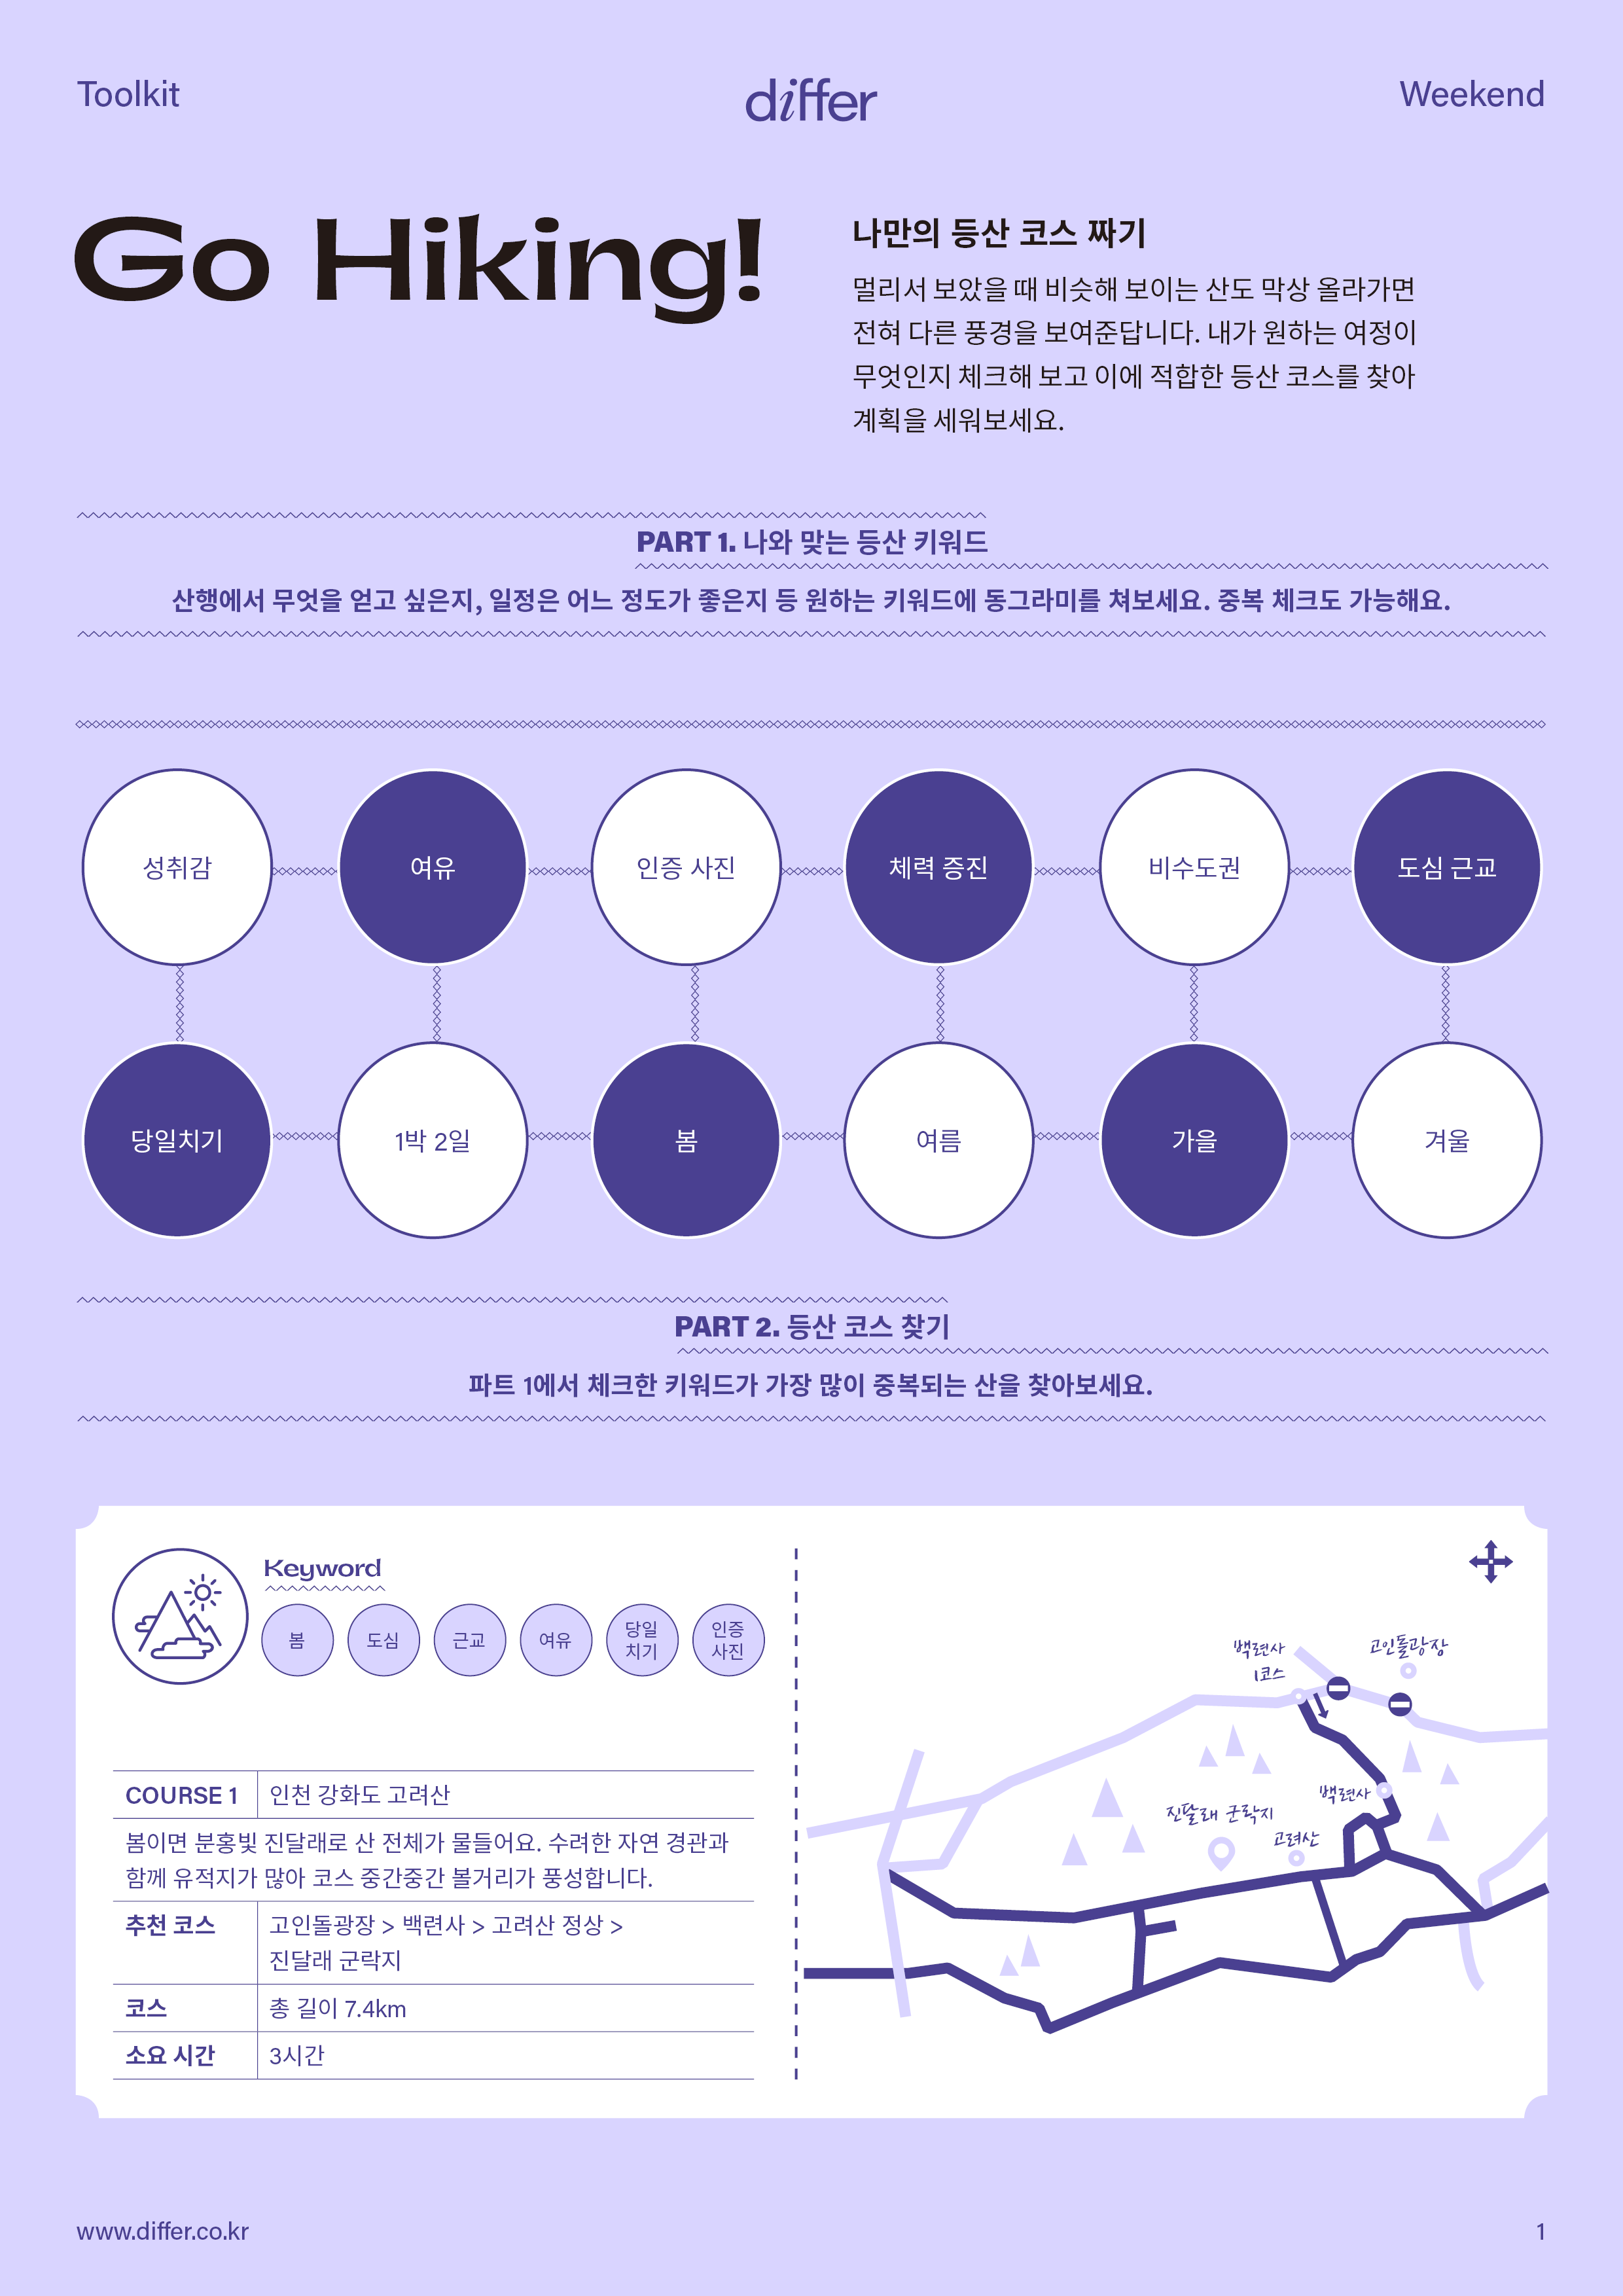 Toolkit
differ
Weekend
Go Hiking!
나만의 등산 코스 짜기
멀리서 보았을 때 비슷해 보이는 산도 막상 올라가면
전혀 다른 풍경을 보여준답니다. 내가 원하는 여정이
무엇인지 체크해 보고 이에 적합한 등산 코스를 찾아
계획을 세워보세요.
PART 1. 나와 맞는 등산 키워드
산행에서 무엇을 얻고 싶은지, 일정은 어느 정도가 좋은지 등 원하는 키워드에 동그라미를 쳐보세요. 중복 체크도 가능해요.
성취감
여유
인증 사진
체력 증진
비수도권
도심 근교
당일치기
1박 2일
봄
여름
가을
겨울
PART 2. 등산 코스 찾기
파트 1에서 체크한 키워드가 가장 많이 중복되는 산을 찾아보세요.
Keyword
봄
도심
근교
여유
당일
치기
인증
사진
COURSE 1
인천 강화도 고려산
봄이면 분홍빛 진달래로 산 전체가 물들어요. 수려한 자연 경관과
함께 유적지가 많아 코스 중간중간 볼거리가 풍성합니다.
추천 코스
고인돌광장 > 백련사 > 고려산 정상 >
진달래 군락지
코스
총 길이 7.4km
소요 시간
3시간
백련사
1코스
고인돌광장
백련사
진달래 군락지
고려산
www.differ.co.kr
1